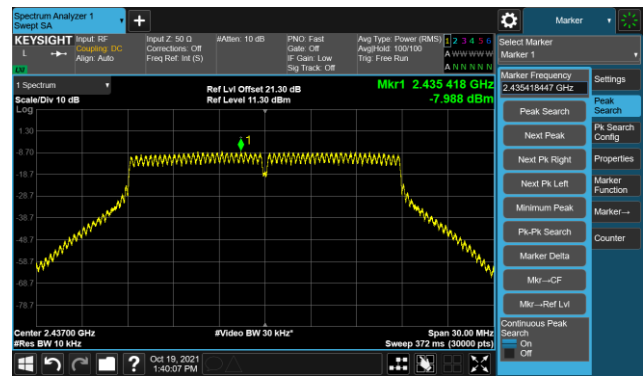 Spectrum Analyzer 1
Swept SA
+
Marker
KEYSIGHT
L
Input: RF
Coupling: DC
Align: Auto
Input Z: 50 Ω
Corrections: Off
Freq Ref: Int (S)
#Atten: 10 dB
PNO: Fast
Gate: Off
IF Gain: Low
Sig Track: Off
Avg Type: Power (RMS)
Avg|Hold: 100/100
Trig: Free Run
1 2 3 4 5 6
A W W W W W
A N N N N N
Select Marker
Marker 1
1 Spectrum
Scale/Div 10 dB
Log
Ref Lvl Offset 21.30 dB
Ref Level 11.30 dBm
Mkr1 2.435 418 GHz
-7.988 dBm
1
1.30
-8.70
-18.7
-28.7
-38.7
-48.7
-58.7
-68.7
-78.7
Center 2.43700 GHz
#Res BW 10 kHz
#Video BW 30 kHz*
Span 30.00 MHz
Sweep 372 ms (30000 pts)
Marker Frequency
2.435418447 GHz
Peak Search
Next Peak
Next Pk Right
Next Pk Left
Minimum Peak
Pk-Pk Search
Marker Delta
Mkr→CF
Mkr→Ref Lvl
Continuous Peak
Search
On
Off
Settings
Peak
Search
Pk Search
Config
Properties
Marker
Function
Marker→
Counter
?
Oct 19, 2021
1:40:07 PM